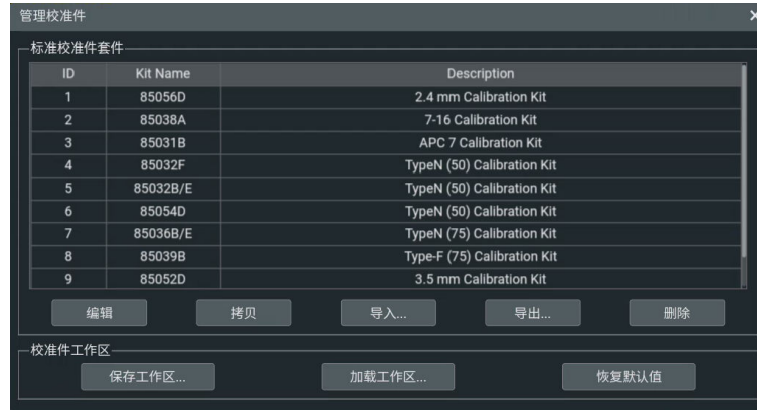 管理校准件
标准校准件套件
ID Kit Name Description
1 85056D 2.4 mm Calibration Kit
2 85038A 7-16 Calibration Kit
3 85031B APC 7 Calibration Kit
4 85032F TypeN (50) Calibration Kit
5 85032B/E TypeN (50) Calibration Kit
6 85054D TypeN (50) Calibration Kit
7 85036B/E TypeN (75) Calibration Kit
8 85039B Type-F (75) Calibration Kit
9 85052D 3.5 mm Calibration Kit
编辑 拷贝 导入... 导出... 删除
校准件工作区
保存工作区... 加载工作区... 恢复默认值